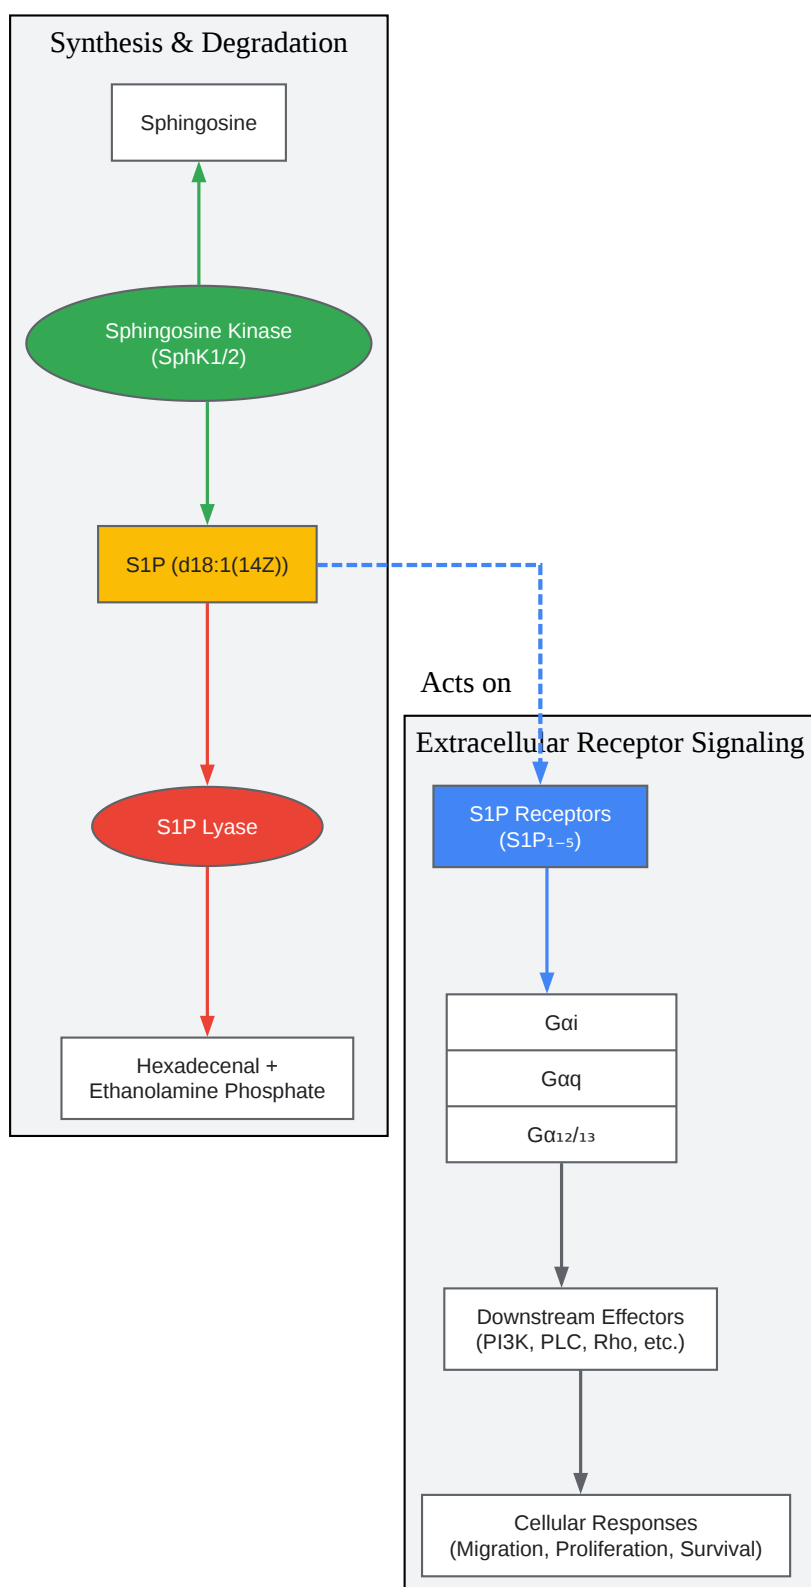 Synthesis & Degradation
Sphingosine
Sphingosine Kinase
(SphK1/2)
S1P (d18:1(14Z))
S1P Lyase
Hexadecenal +
Ethanolamine Phosphate
Acts on
Extracellular Receptor Signaling
S1P Receptors
(S1P₁₋₅)
Gαi
Gαq
Gα₁₂/₁₃
Downstream Effectors
(PI3K, PLC, Rho, etc.)
Cellular Responses
(Migration, Proliferation, Survival)